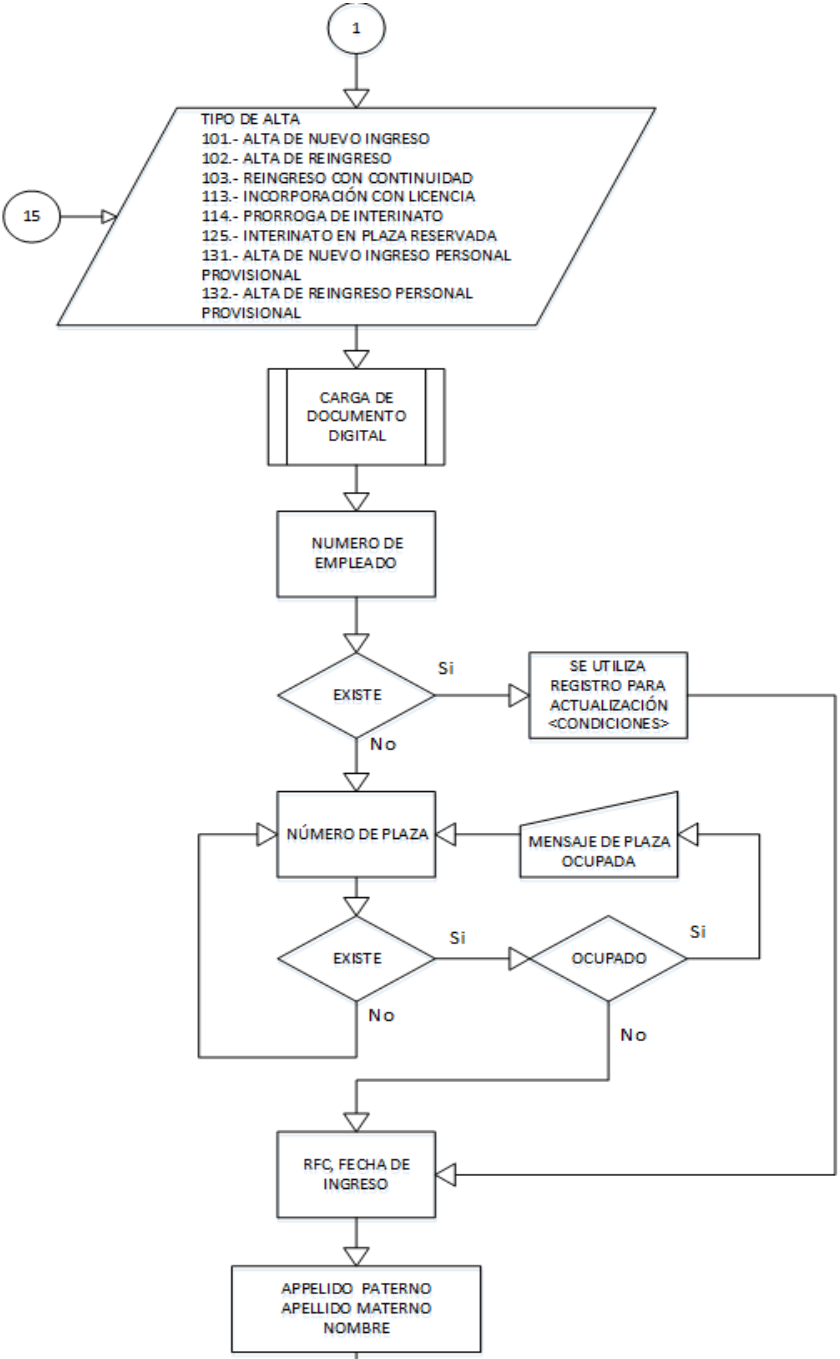 1
TIPO DE ALTA
101.- ALTA DE NUEVO INGRESO
102.- ALTA DE REINGRESO
103.- REINGRESO CON CONTINUIDAD
113.- INCORPORACIÓN CON LICENCIA
114.- PRORROGA DE INTERINATO
125.- INTERINATO EN PLAZA RESERVADA
131.- ALTA DE NUEVO INGRESO PERSONAL
PROVISIONAL
132.- ALTA DE REINGRESO PERSONAL
PROVISIONAL
15
CARGA DE
DOCUMENTO
DIGITAL
NUMERO DE
EMPLEADO
EXISTE
Si
SE UTILIZA
REGISTRO PARA
ACTUALIZACIÓN
<CONDICIONES>
No
NÚMERO DE PLAZA
MENSAJE DE PLAZA
OCUPADA
EXISTE
Si
OCUPADO
Si
No
No
RFC, FECHA DE
INGRESO
APPELIDO PATERNO
APELLIDO MATERNO
NOMBRE